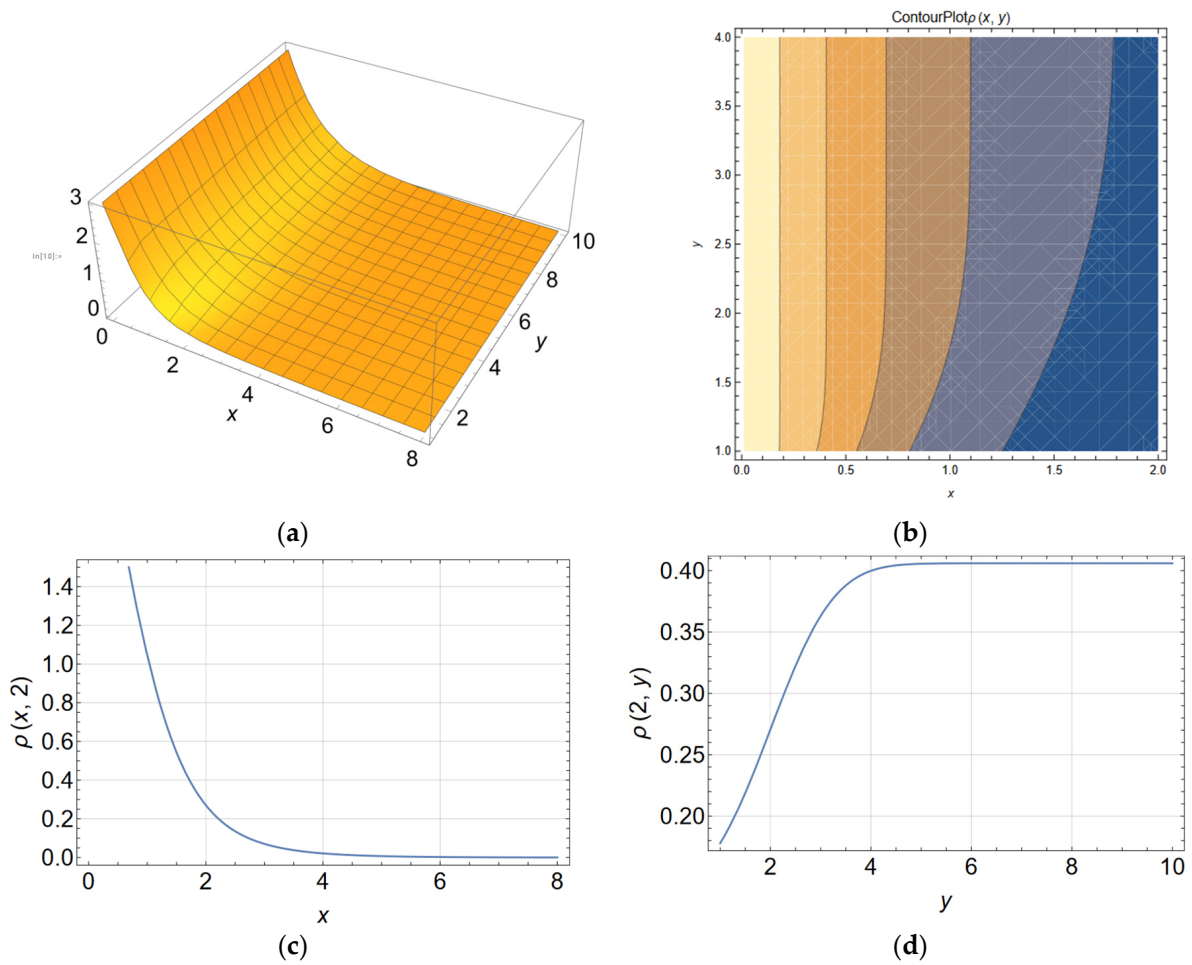 3
2
1
0
In[10]:=
0
2
4
6
8
x
10
8
6
4
2
y
(a)
ContourPlotρ(x, y)
4.0
3.5
3.0
2.5
2.0
1.5
1.0
y
0.0 0.5 1.0 1.5 2.0
x
(b)
1.4
1.2
1.0
0.8
0.6
0.4
0.2
0.0
ρ(x, 2)
0 2 4 6 8
x
(c)
0.40
0.35
0.30
0.25
0.20
ρ(2, y)
2 4 6 8 10
y
(d)